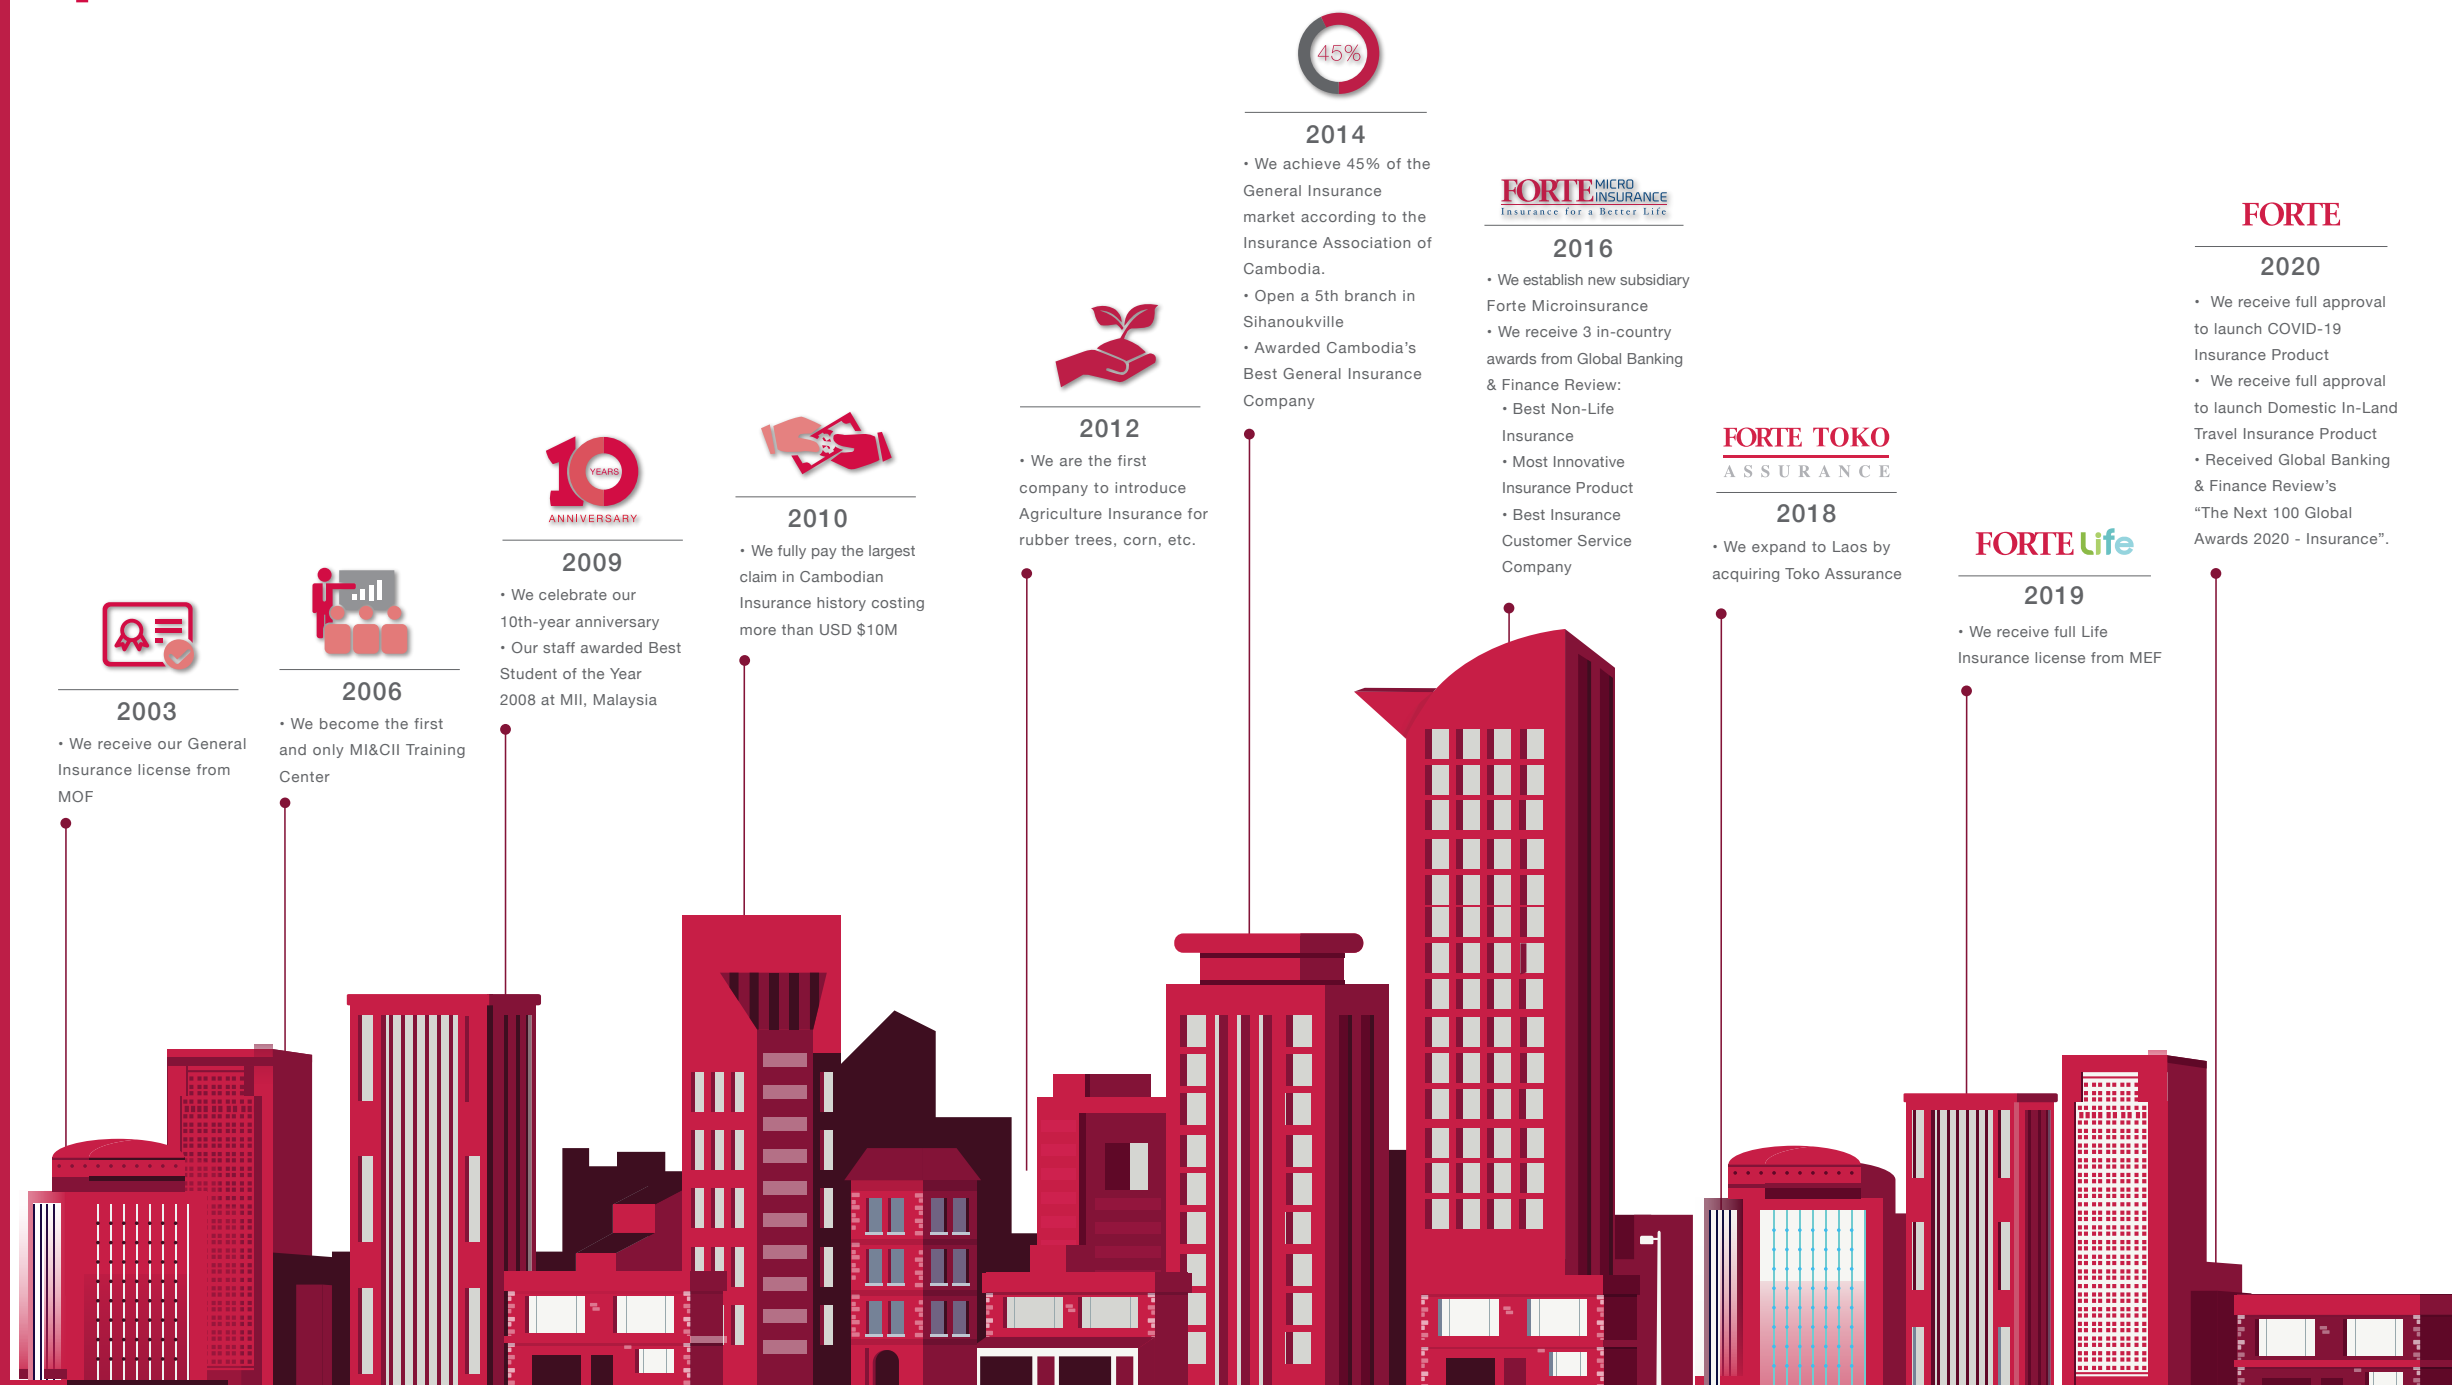 2003
• We receive our General
Insurance license from
MOF
2006
• We become the first
and only MI&CII Training
Center
10
YEARS
ANNIVERSARY
2009
• We celebrate our
10th-year anniversary
• Our staff awarded Best
Student of the Year
2008 at MII, Malaysia
2010
• We fully pay the largest
claim in Cambodian
Insurance history costing
more than USD $10M
2012
• We are the first
company to introduce
Agriculture Insurance for
rubber trees, corn, etc.
45%
2014
• We achieve 45% of the
General Insurance
market according to the
Insurance Association of
Cambodia.
• Open a 5th branch in
Sihanoukville
• Awarded Cambodia's
Best General Insurance
Company
FORTE MICRO
INSURANCE
Insurance for a Better Life
2016
• We establish new subsidiary
Forte Microinsurance
• We receive 3 in-country
awards from Global Banking
& Finance Review:
• Best Non-Life
Insurance
• Most Innovative
Insurance Product
• Best Insurance
Customer Service
Company
FORTE TOKO
ASSURANCE
2018
• We expand to Laos by
acquiring Toko Assurance
FORTE Life
2019
• We receive full Life
Insurance license from MEF
FORTE
2020
• We receive full approval
to launch COVID-19
Insurance Product
• We receive full approval
to launch Domestic In-Land
Travel Insurance Product
• Received Global Banking
& Finance Review's
“The Next 100 Global
Awards 2020 - Insurance”.